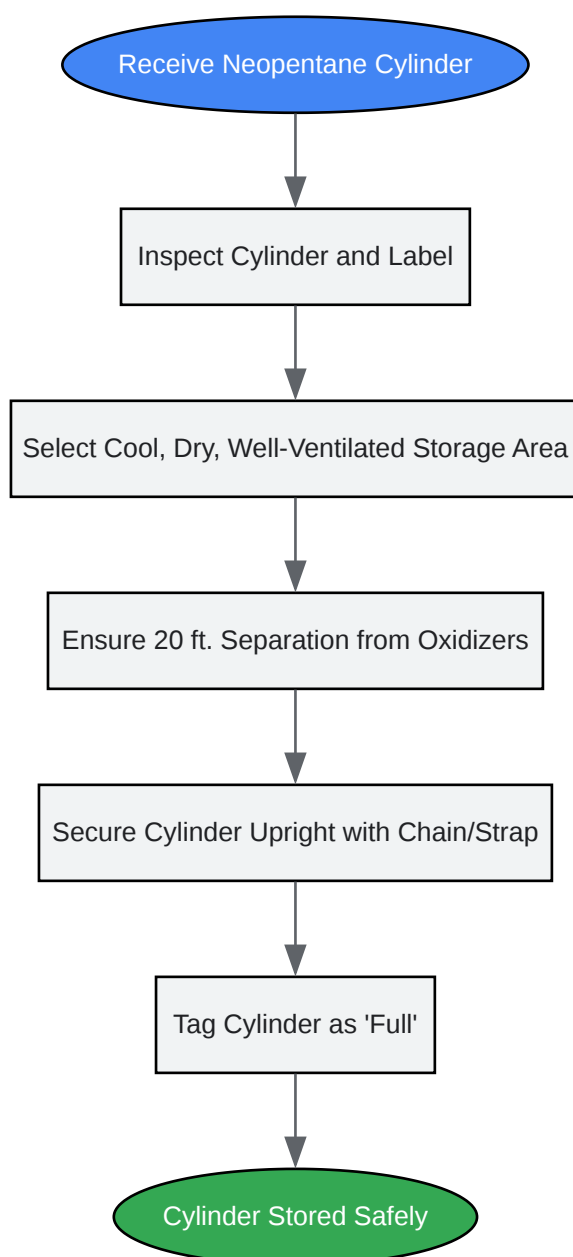 Receive Neopentane Cylinder
Inspect Cylinder and Label
Select Cool, Dry, Well-Ventilated Storage Area
Ensure 20 ft. Separation from Oxidizers
Secure Cylinder Upright with Chain/Strap
Tag Cylinder as 'Full'
Cylinder Stored Safely